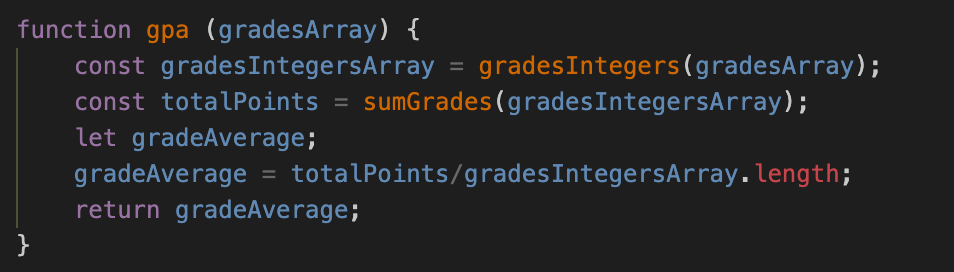 function gpa (gradesArray) {
    const gradesIntegersArray = gradesIntegers(gradesArray);
    const totalPoints = sumGrades(gradesIntegersArray);
    let gradeAverage;
    gradeAverage = totalPoints/gradesIntegersArray.length;
    return gradeAverage;
}